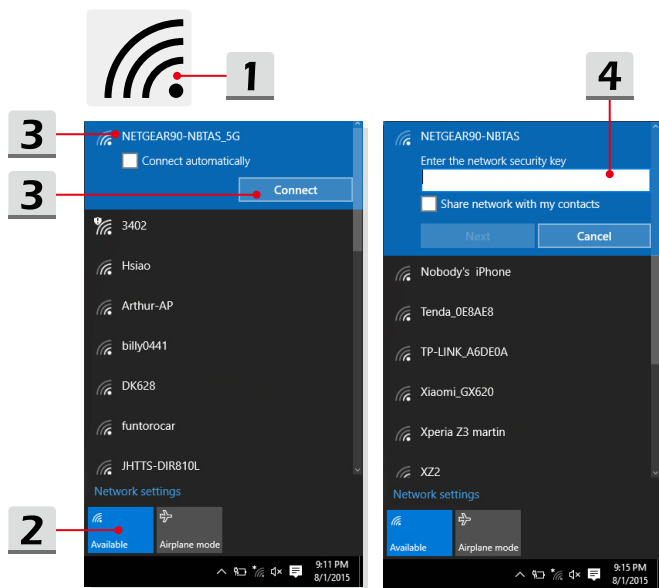 1
4
3
NETGEAR90-NBTAS_5G
Connect automatically
3
Connect
3402
Hsiao
Arthur-AP
billy0441
DK628
funtorocar
JHTTS-DIR810L
Network settings
2
Available
Airplane mode
9:11 PM
8/1/2015
NETGEAR90-NBTAS
Enter the network security key
Share network with my contacts
Next
Cancel
Nobody's iPhone
Tenda_0E8AE8
TP-LINK_A6DE0A
Xiaomi_GX620
Xperia Z3 martin
XZ2
Network settings
Available
Airplane mode
9:15 PM
8/1/2015